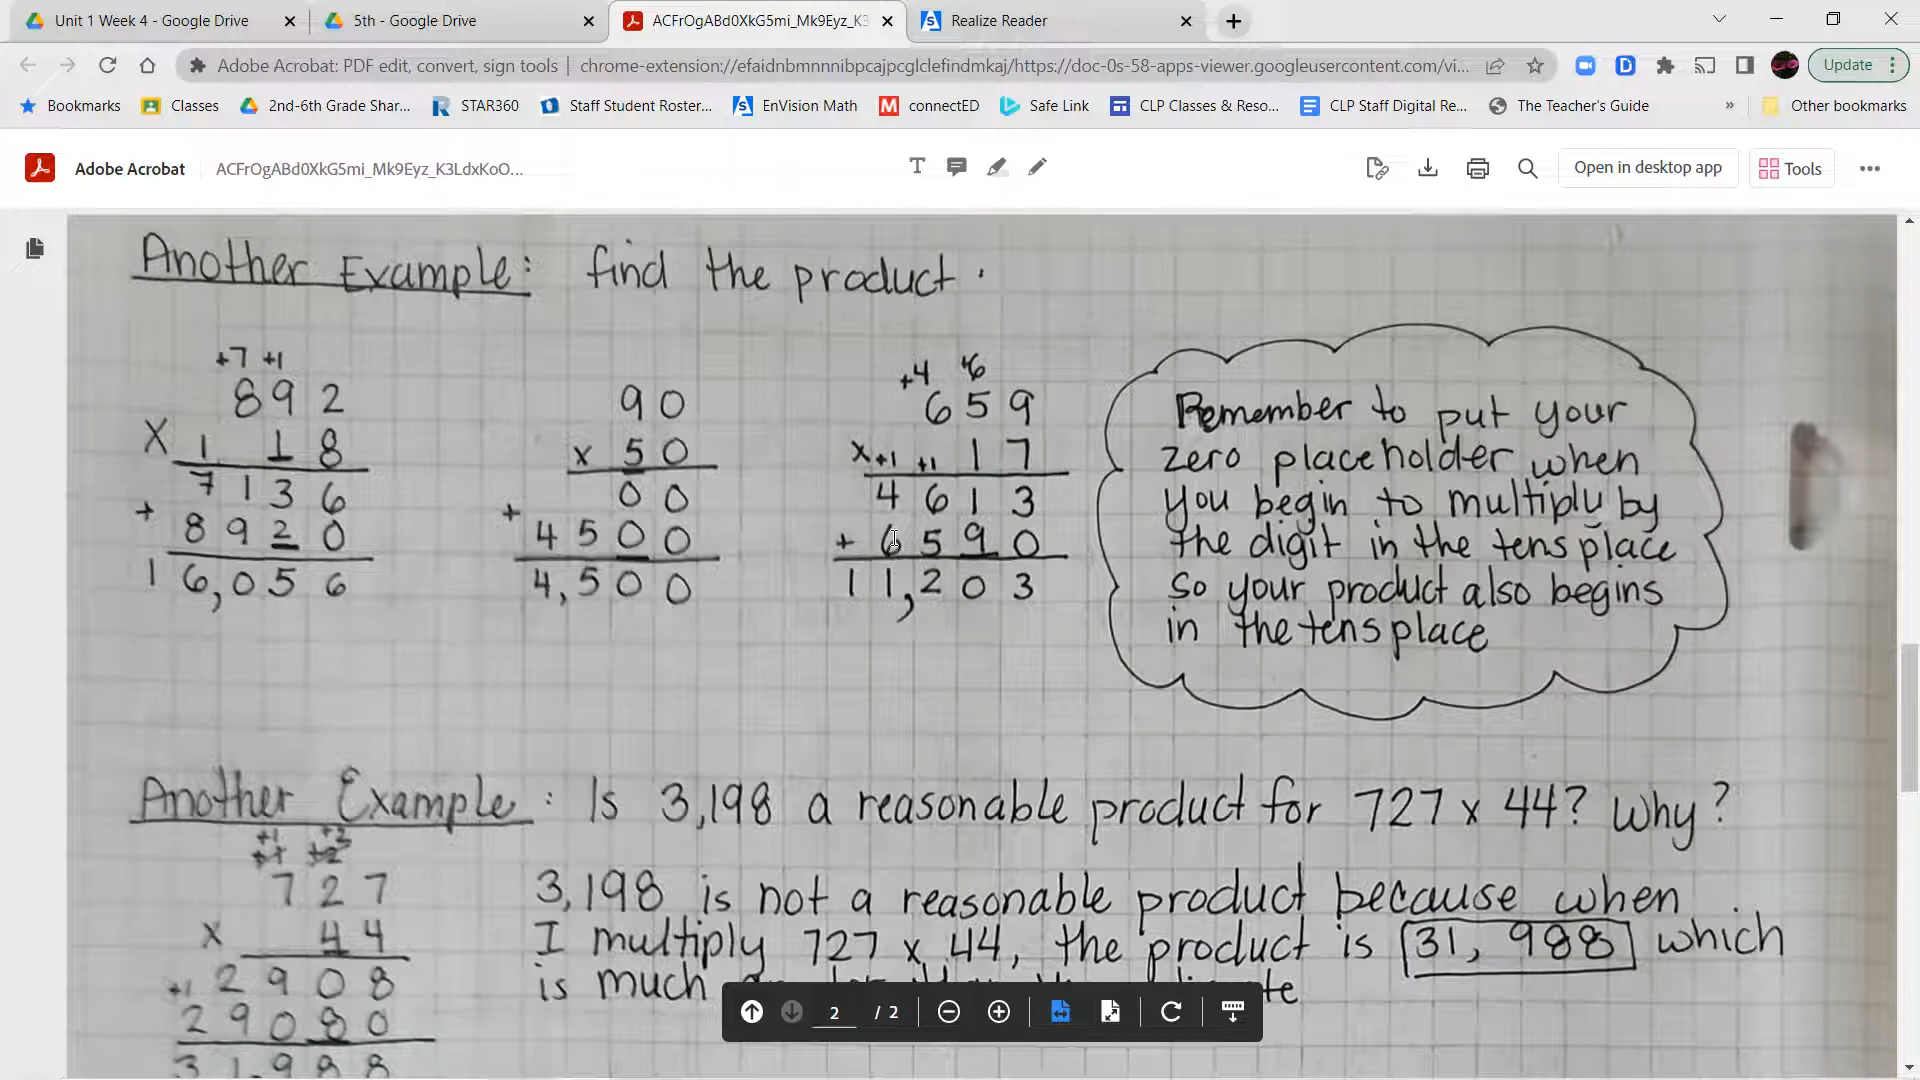 Unit 1 Week 4 - Google Drive
5th - Google Drive
ACFrOgABd0XkG5mi_Mk9Eyz_K3
Realize Reader
Adobe Acrobat: PDF edit, convert, sign tools | chrome-extension://efaidnbmnnnibpcajpcglclefindmkaj/https://doc-0s-58-apps-viewer.googleusercontent.com/vi...
Update
Bookmarks
Classes
2nd-6th Grade Shar...
STAR360
Staff Student Roster...
EnVision Math
connectED
Safe Link
CLP Classes & Reso...
CLP Staff Digital Re...
The Teacher's Guide
»
Other bookmarks
Adobe Acrobat
ACFrOgABd0XkG5mi_Mk9Eyz_K3LdxKoO...
Open in desktop app
Tools
Another Example: find the product.
+7 +1
892
X 1 18
7136
+ 8920
16,056
90
x 50
00
+ 4500
4,500
+4 +6
659
x +1 +1 17
4613
+ 6590
11,203
Remember to put your
zero placeholder when
you begin to multiply by
the digit in the tens place
so your product also begins
in the tens place
Another Example: Is 3,198 a reasonable product for 727 x 44? Why?
727
x 44
+1 2908
29080
31,988
3,198 is not a reasonable product because when
I multiply 727 x 44, the product is 31, 988 which
is much
2 / 2